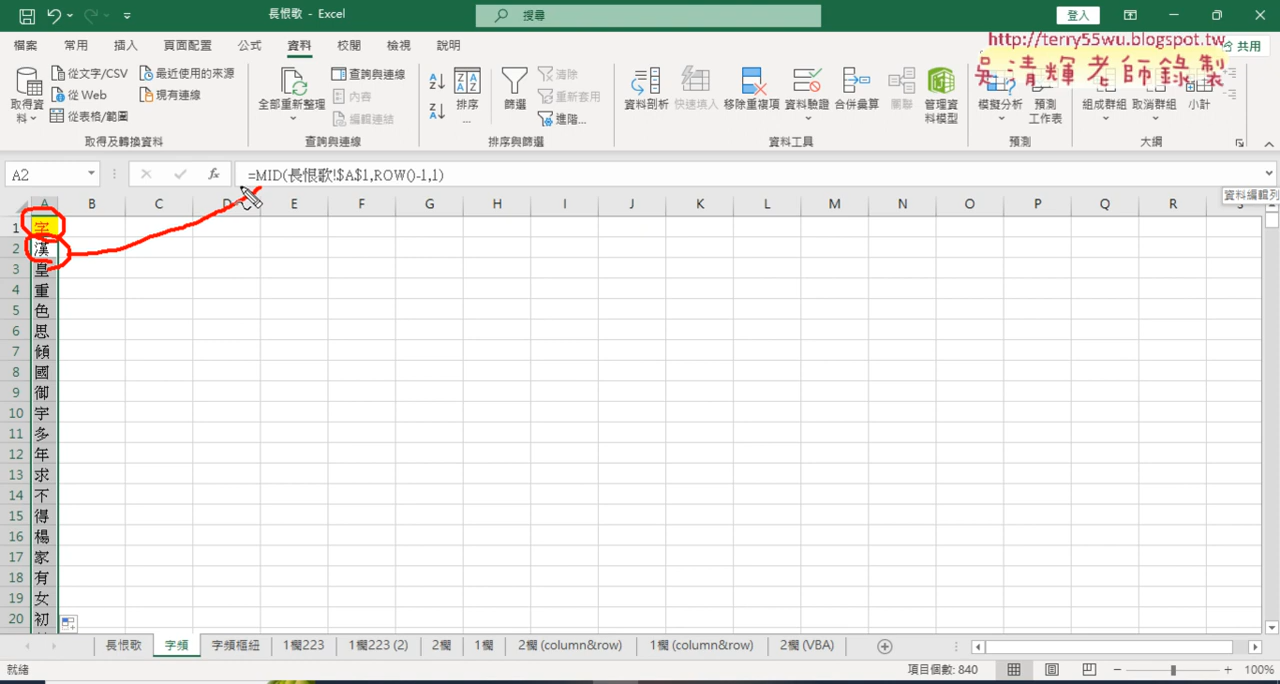 長恨歌 - Excel
搜尋
登入
http://terry55wu.blogspot.tw
吳清輝老師錄製
檔案 常用 插入 頁面配置 公式 資料 校閱 檢視 說明
共用
取得資料
從文字/CSV
從 Web
從表格/範圍
最近使用的來源
現有連線
取得及轉換資料
全部重新整理
查詢與連線
內容
編輯連結
查詢與連線
排序...
篩選
清除
重新套用
進階...
排序與篩選
資料剖析
快速填入
移除重複項
資料驗證
合併彙算
關聯
管理資料模型
資料工具
模擬分析
預測工作表
預測
組成群組
取消群組
小計
大綱
A2
fx
=MID(長恨歌!$A$1,ROW()-1,1)
資料編輯列
A B C D E F G H I J K L M N O P Q R S
1 字
2 漢
3 皇
4 重
5 色
6 思
7 傾
8 國
9 御
10 宇
11 多
12 年
13 求
14 不
15 得
16 楊
17 家
18 有
19 女
20 初
長恨歌 字頻 字頻樞紐 1欄223 1欄223 (2) 2欄 1欄 2欄 (column&row) 1欄 (column&row) 2欄 (VBA)
就緒
項目個數: 840
100%